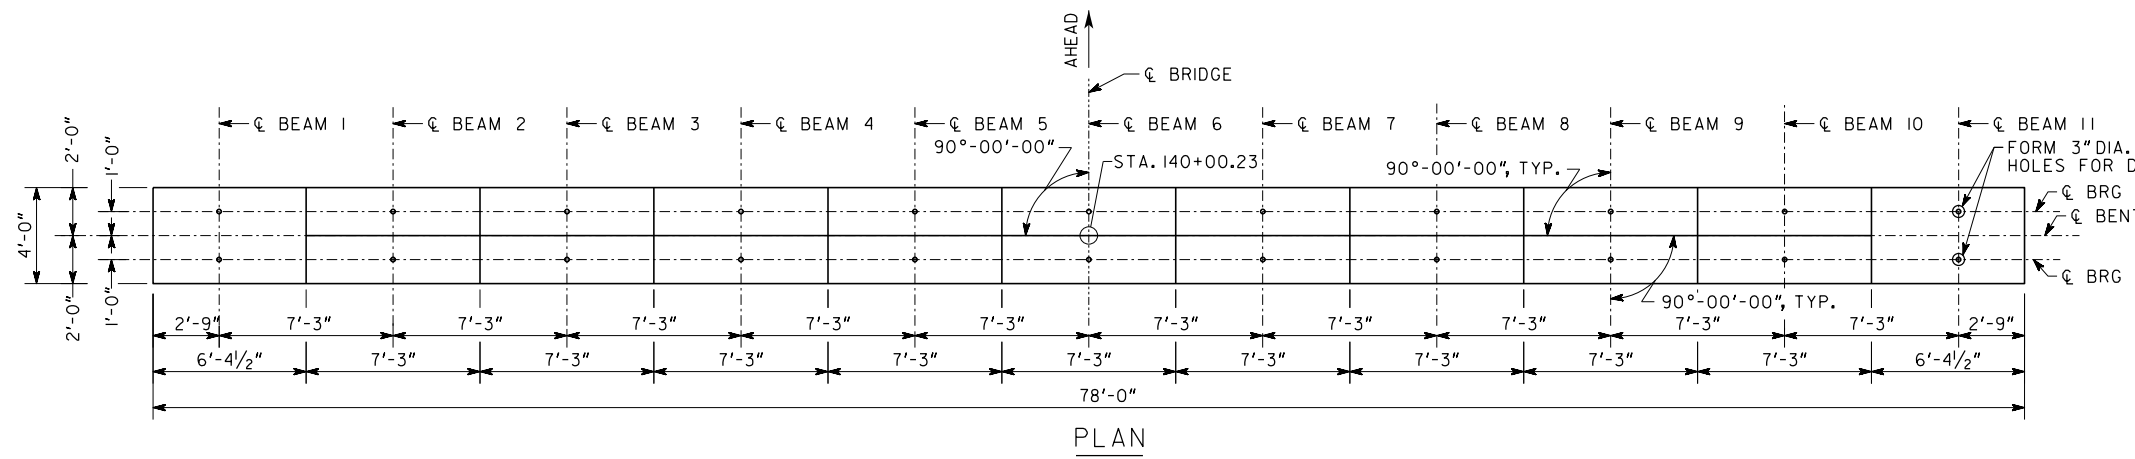 AHEAD
℄ BRIDGE
℄ BEAM 1
℄ BEAM 2
℄ BEAM 3
℄ BEAM 4
℄ BEAM 5
℄ BEAM 6
℄ BEAM 7
℄ BEAM 8
℄ BEAM 9
℄ BEAM 10
℄ BEAM 11
90°-00'-00"
STA. 140+00.23
90°-00'-00", TYP.
FORM 3" DIA.
HOLES FOR
℄ BRG
℄ BENT
℄ BRG
4'-0"
2'-0"
2'-0"
1'-0"
1'-0"
90°-00'-00", TYP.
2'-9" 7'-3" 7'-3" 7'-3" 7'-3" 7'-3" 7'-3" 7'-3" 7'-3" 7'-3" 7'-3" 2'-9"
6'-4½" 7'-3" 7'-3" 7'-3" 7'-3" 7'-3" 7'-3" 7'-3" 7'-3" 7'-3" 6'-4½"
78'-0"
PLAN